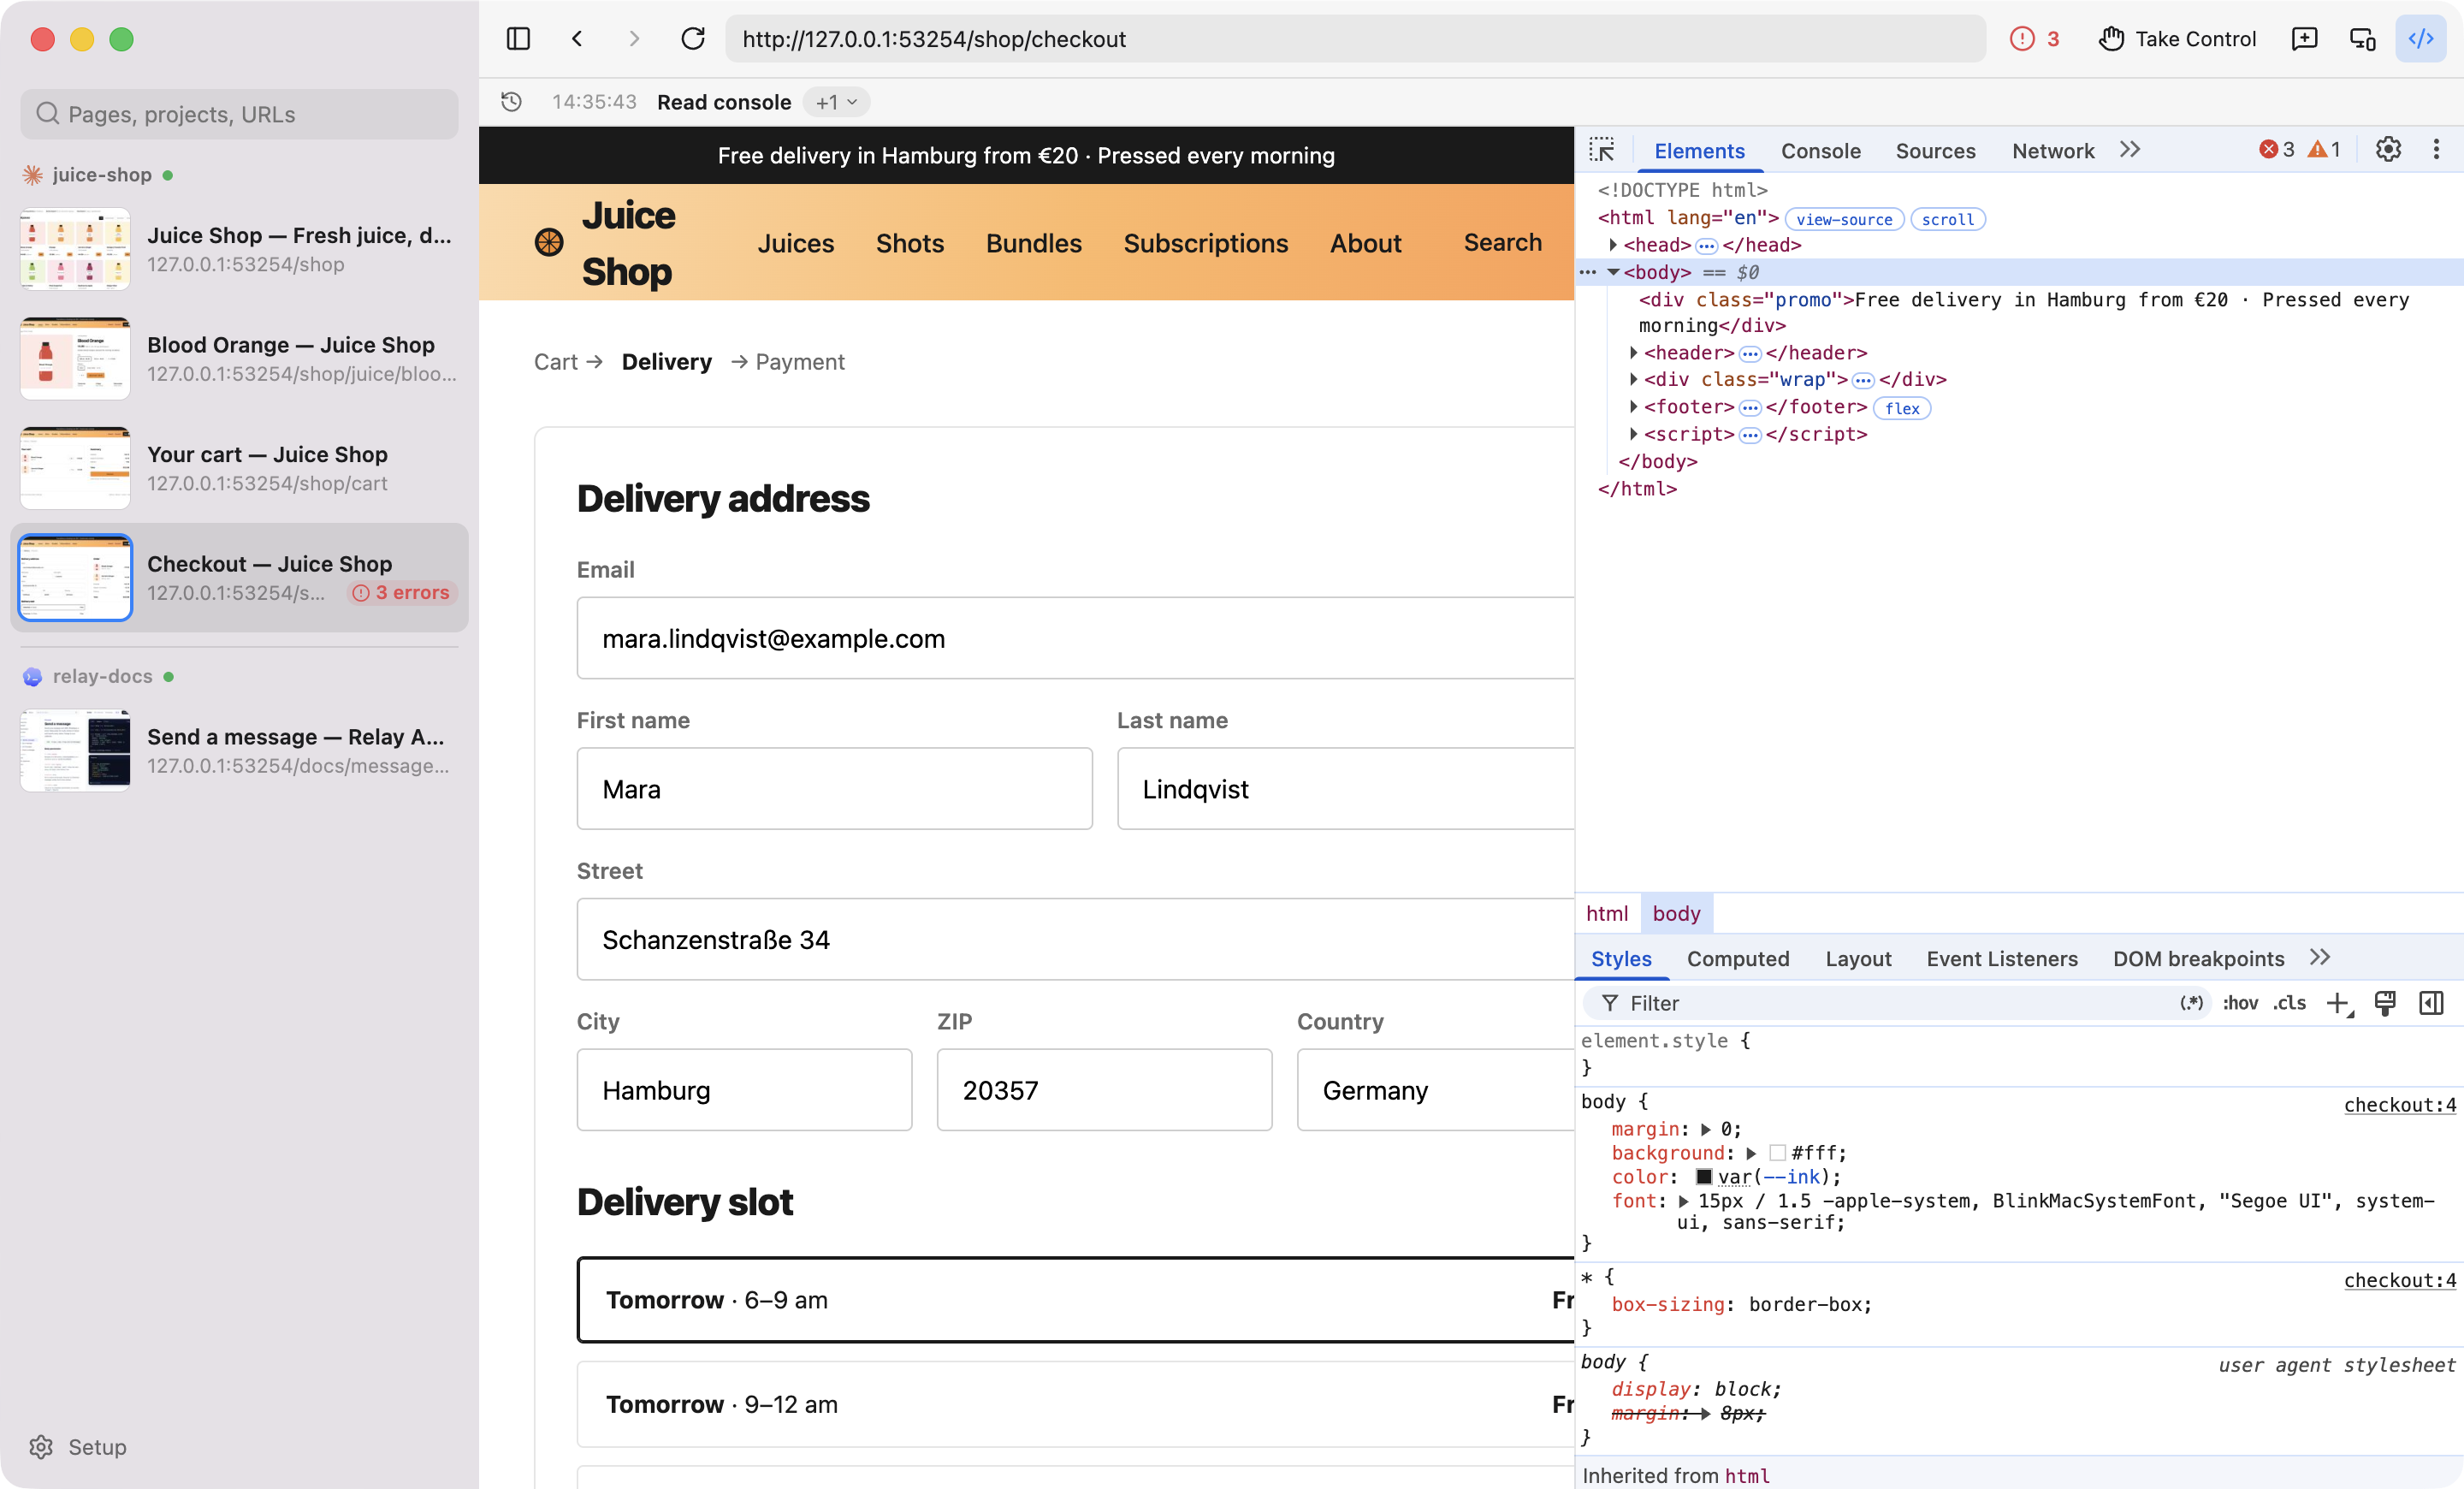 http://127.0.0.1:53254/shop/checkout
3
Take Control
14:35:43 Read console +1
Pages, projects, URLs
juice-shop
Juice Shop — Fresh juice, d...
127.0.0.1:53254/shop
Blood Orange — Juice Shop
127.0.0.1:53254/shop/juice/bloo...
Your cart — Juice Shop
127.0.0.1:53254/shop/cart
Checkout — Juice Shop
127.0.0.1:53254/s...
3 errors
relay-docs
Send a message — Relay A...
127.0.0.1:53254/docs/message...
Setup
Free delivery in Hamburg from €20 · Pressed every morning
Juice
Shop
Juices Shots Bundles Subscriptions About Search
Cart → Delivery → Payment
Delivery address
Email
mara.lindqvist@example.com
First name Last name
Mara Lindqvist
Street
Schanzenstraße 34
City ZIP Country
Hamburg 20357 Germany
Delivery slot
Tomorrow · 6–9 am Fr
Tomorrow · 9–12 am Fr
Elements Console Sources Network 3 1
<!DOCTYPE html>
<html lang="en"> view-source scroll
<head> ··· </head>
··· <body> == $0
<div class="promo">Free delivery in Hamburg from €20 · Pressed every
morning</div>
<header> ··· </header>
<div class="wrap"> ··· </div>
<footer> ··· </footer> flex
<script> ··· </script>
</body>
</html>
html body
Styles Computed Layout Event Listeners DOM breakpoints
Filter (.*) :hov .cls
element.style {
}
body { checkout:4
margin: 0;
background: #fff;
color: var(--ink);
font: 15px / 1.5 -apple-system, BlinkMacSystemFont, "Segoe UI", system-
ui, sans-serif;
}
* { checkout:4
box-sizing: border-box;
}
body { user agent stylesheet
display: block;
margin: 8px;
}
Inherited from html